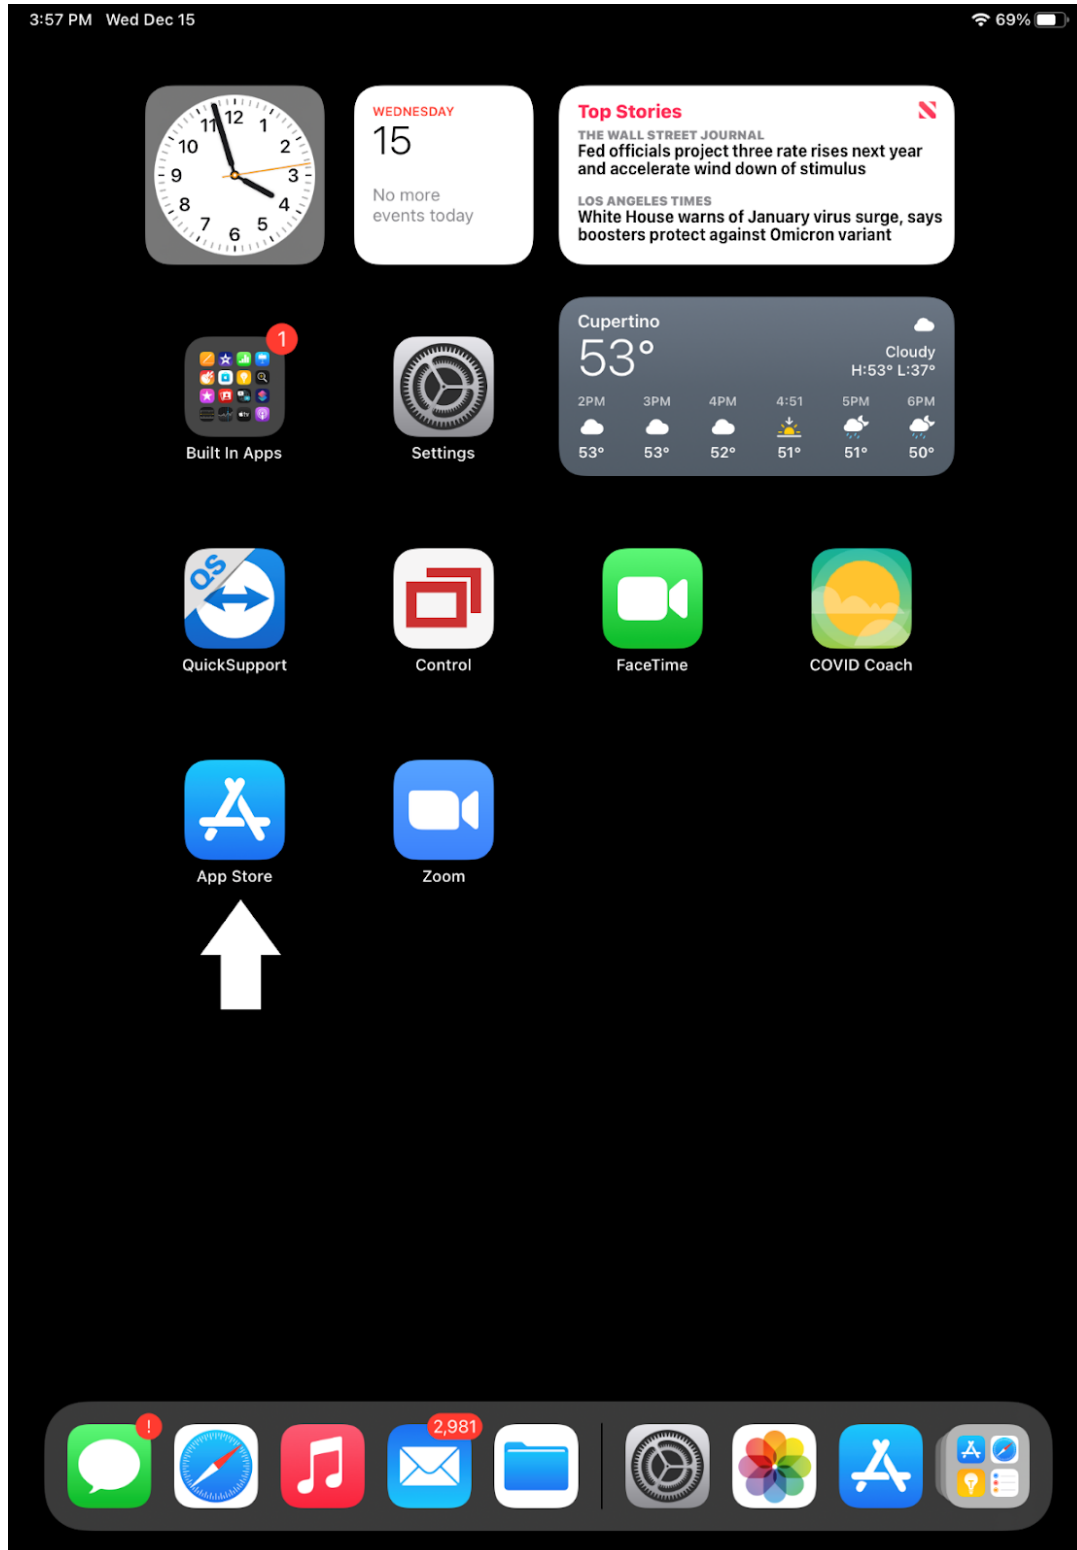 3:57 PM Wed Dec 15
69%
12
1
2
3
4
5
6
7
8
9
10
11
WEDNESDAY
15
No more
events today
Top Stories
THE WALL STREET JOURNAL
Fed officials project three rate rises next year
and accelerate wind down of stimulus
LOS ANGELES TIMES
White House warns of January virus surge, says
boosters protect against Omicron variant
1
Built In Apps
Settings
Cupertino
53°
Cloudy
H:53° L:37°
2PM 3PM 4PM 4:51 5PM 6PM
53° 53° 52° 51° 51° 50°
QS
QuickSupport
Control
FaceTime
COVID Coach
App Store
Zoom
!
2,981